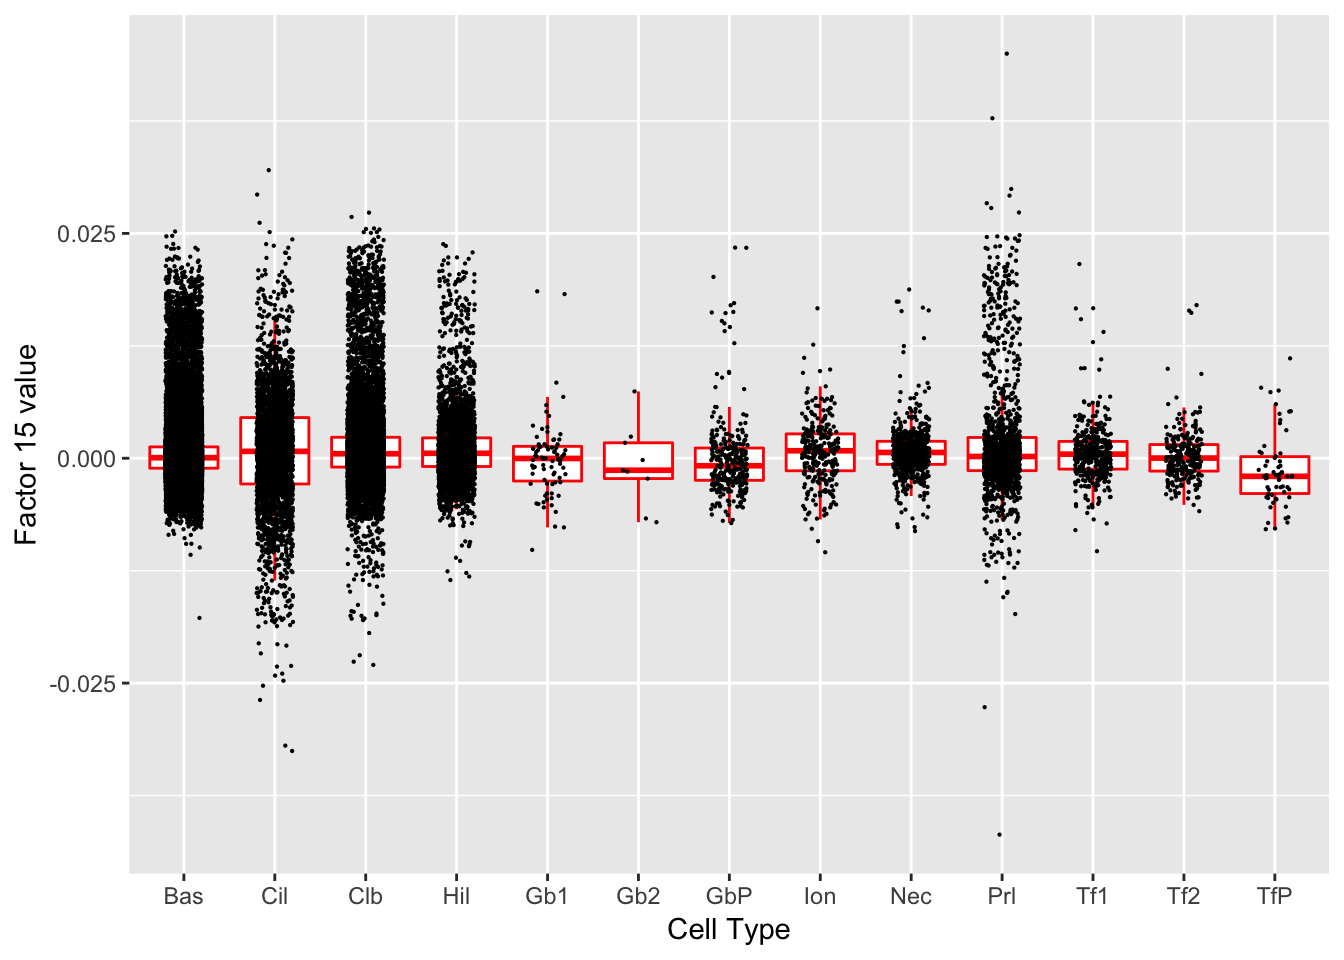 Factor 15 value
0.025
0.000
-0.025
Bas Cil Clb Hil Gb1 Gb2 GbP Ion Nec Prl Tf1 Tf2 TfP
Cell Type